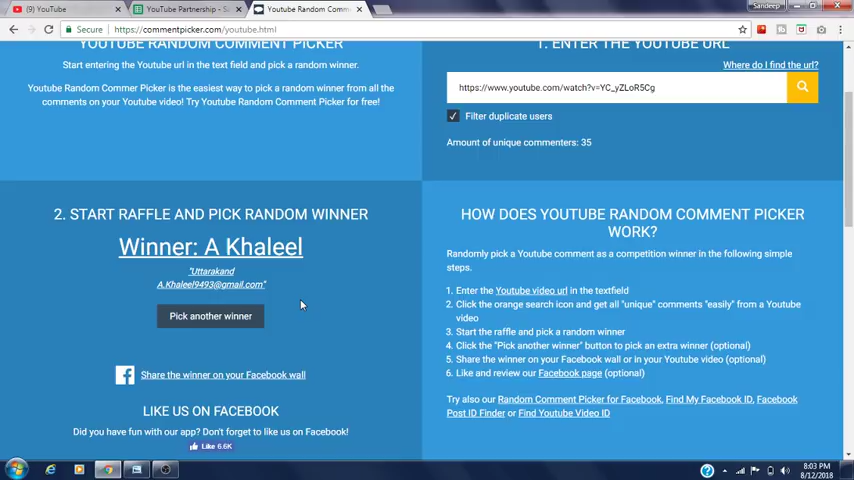 (3) YouTube
YouTube Partnership - Sa
Youtube Random Comm
Sandeep
Secure
https://commentpicker.com/youtube.html
YOUTUBE RANDOM COMMENT PICKER
Start entering the Youtube url in the text field and pick a random winner.
Youtube Random Commer Picker is the easiest way to pick a random winner from all the
comments on your Youtube video! Try Youtube Random Comment Picker for free!
1. ENTER THE YOUTUBE URL
Where do I find the url?
https://www.youtube.com/watch?v=YC_yZLoR5Cg
Filter duplicate users
Amount of unique commenters: 35
2. START RAFFLE AND PICK RANDOM WINNER
Winner: A Khaleel
"Uttarakand
A.Khaleel9493@gmail.com"
Pick another winner
Share the winner on your Facebook wall
LIKE US ON FACEBOOK
Did you have fun with our app? Don't forget to like us on Facebook!
Like 6.6K
HOW DOES YOUTUBE RANDOM COMMENT PICKER
WORK?
Randomly pick a Youtube comment as a competition winner in the following simple
steps.
1. Enter the Youtube video url in the textfield
2. Click the orange search icon and get all "unique" comments "easily" from a Youtube
video
3. Start the raffle and pick a random winner
4. Click the "Pick another winner" button to pick an extra winner (optional)
5. Share the winner on your Facebook wall or in your Youtube video (optional)
6. Like and review our Facebook page (optional)
Try also our Random Comment Picker for Facebook, Find My Facebook ID, Facebook
Post ID Finder or Find Youtube Video ID
8:03 PM
8/12/2018